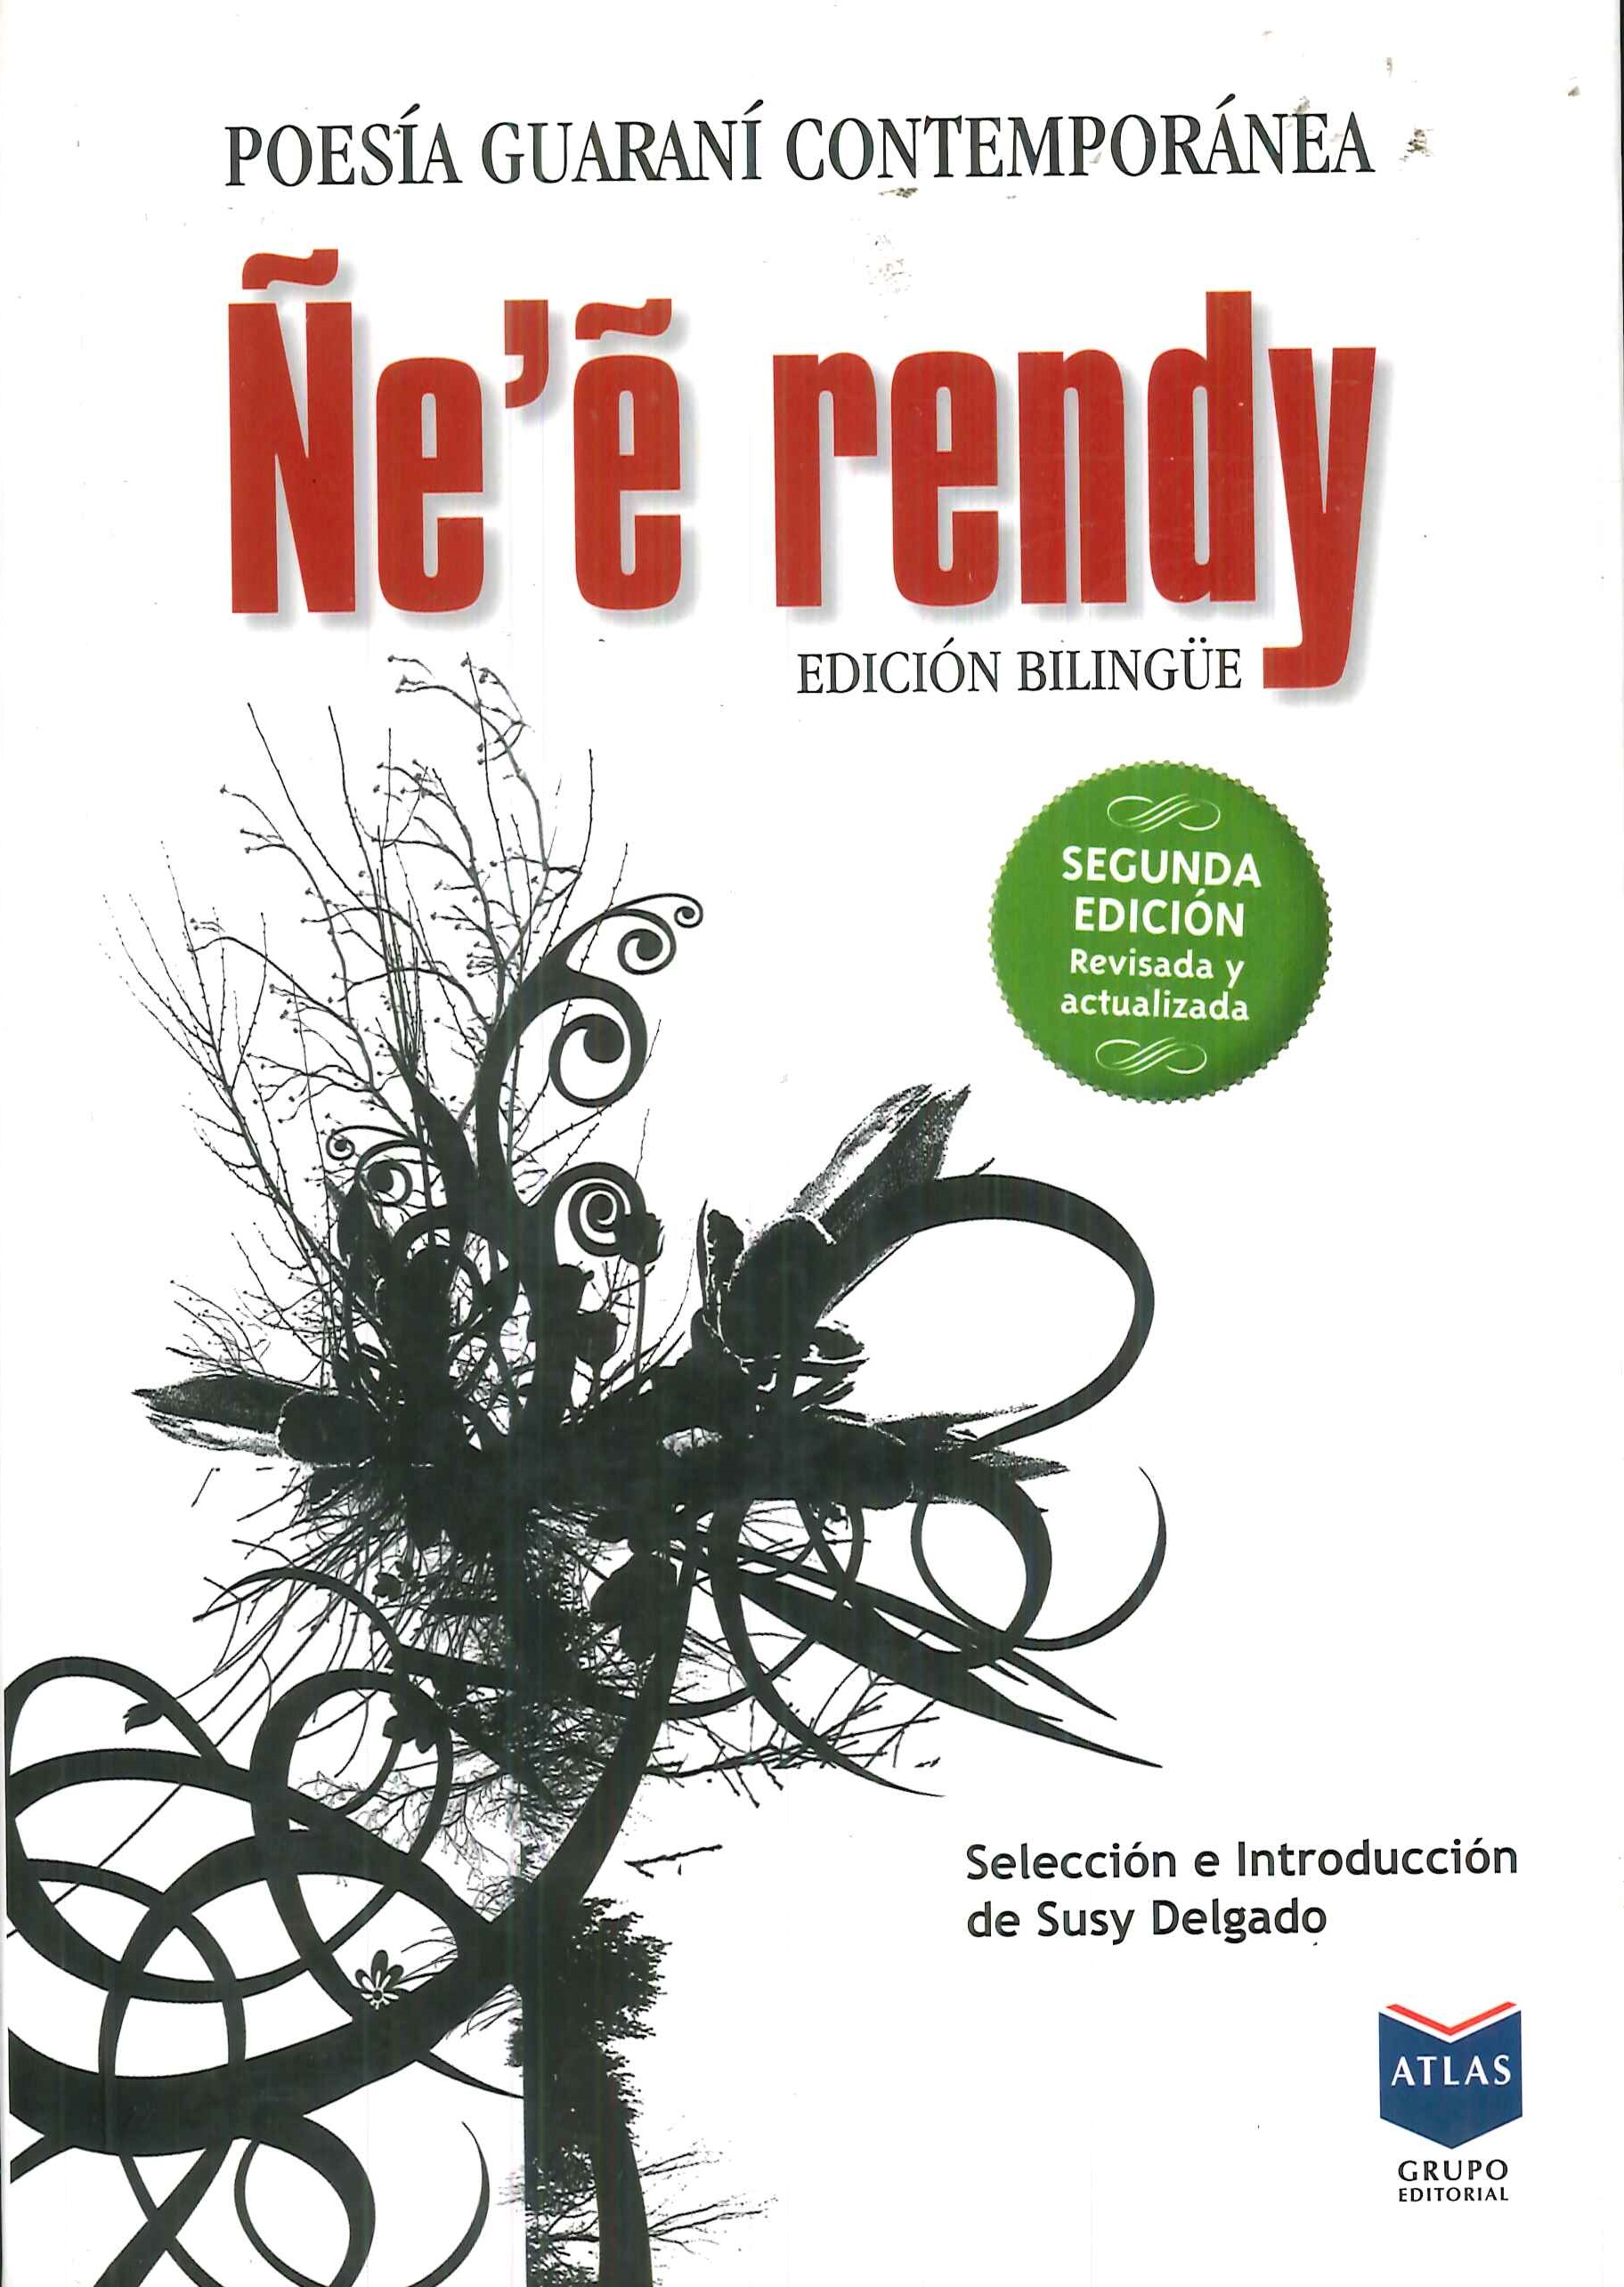 POESÍA GUARANÍ CONTEMPORÁNEA
Ñe’ẽ rendy
EDICIÓN BILINGÜE
SEGUNDA
EDICIÓN
Revisada y
actualizada
Selección e Introducción
de Susy Delgado
ATLAS
GRUPO
EDITORIAL